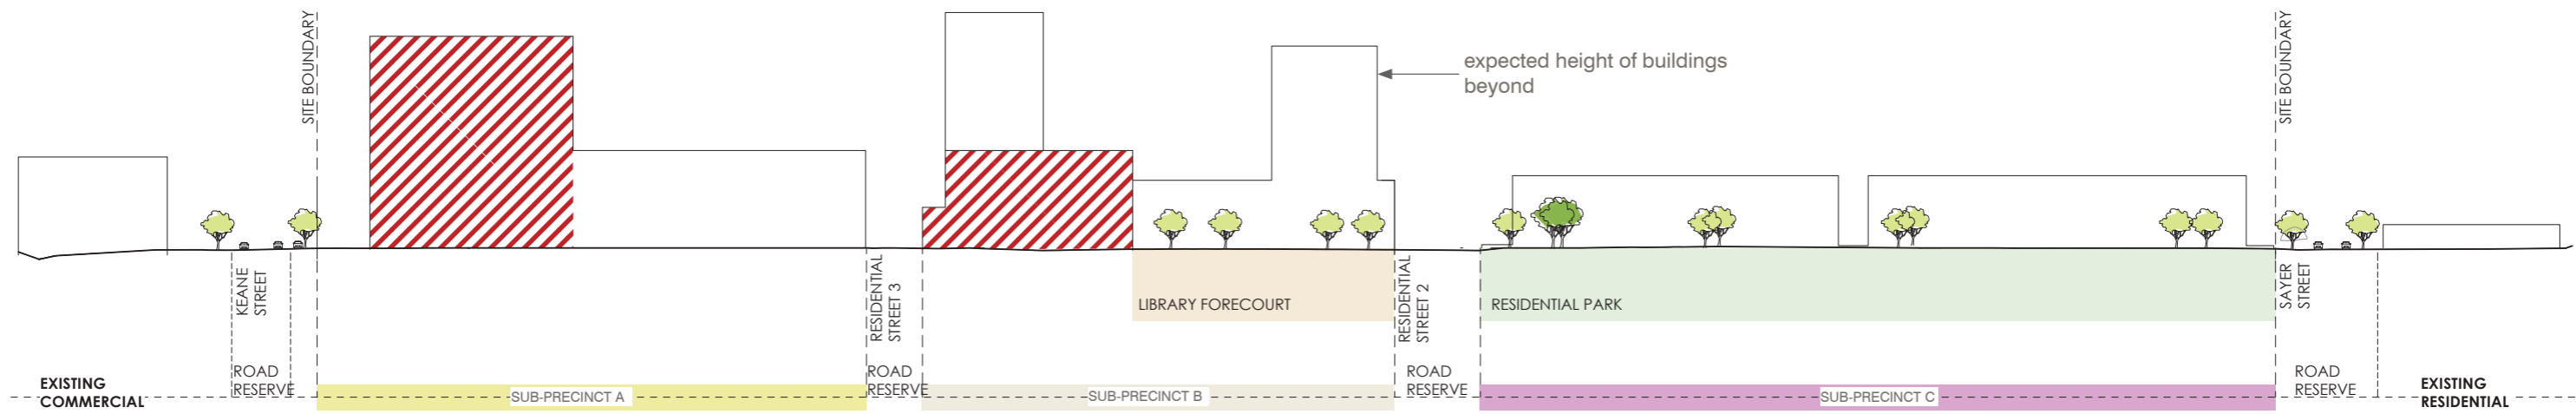 SITE BOUNDARY
expected height of buildings
beyond
SITE BOUNDARY
KEANE
STREET
RESIDENTIAL
STREET 3
LIBRARY FORECOURT
RESIDENTIAL
STREET 2
RESIDENTIAL PARK
SAYER
STREET
EXISTING
COMMERCIAL
ROAD
RESERVE
SUB-PRECINCT A
ROAD
RESERVE
SUB-PRECINCT B
ROAD
RESERVE
SUB-PRECINCT C
ROAD
RESERVE
EXISTING
RESIDENTIAL